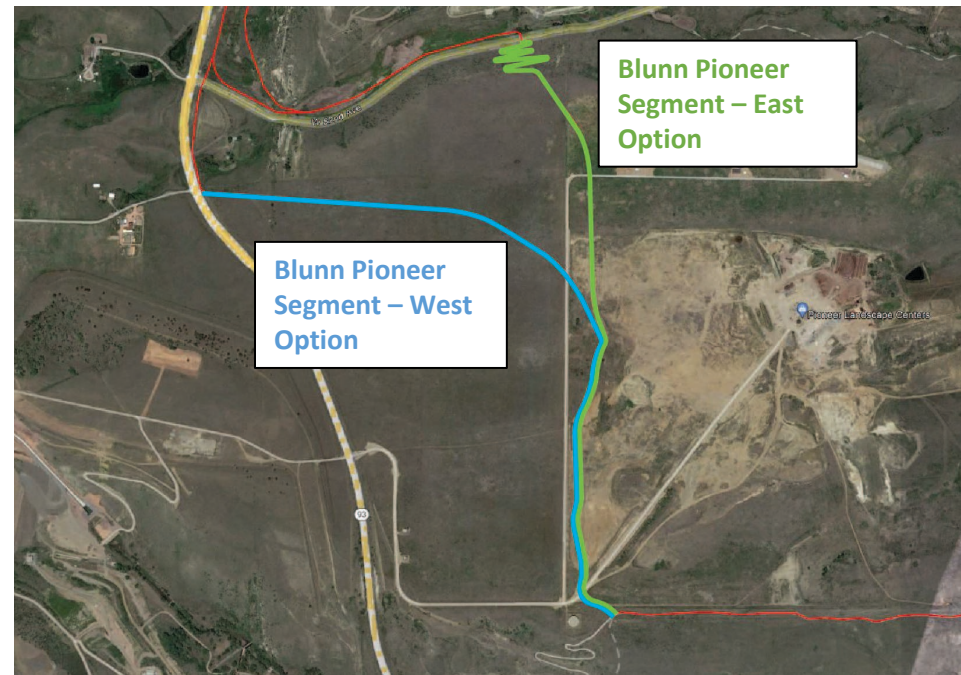 Blunn Pioneer
Segment – East
Option
Blunn Pioneer
Segment – West
Option
Pioneer Landscape Centers
93